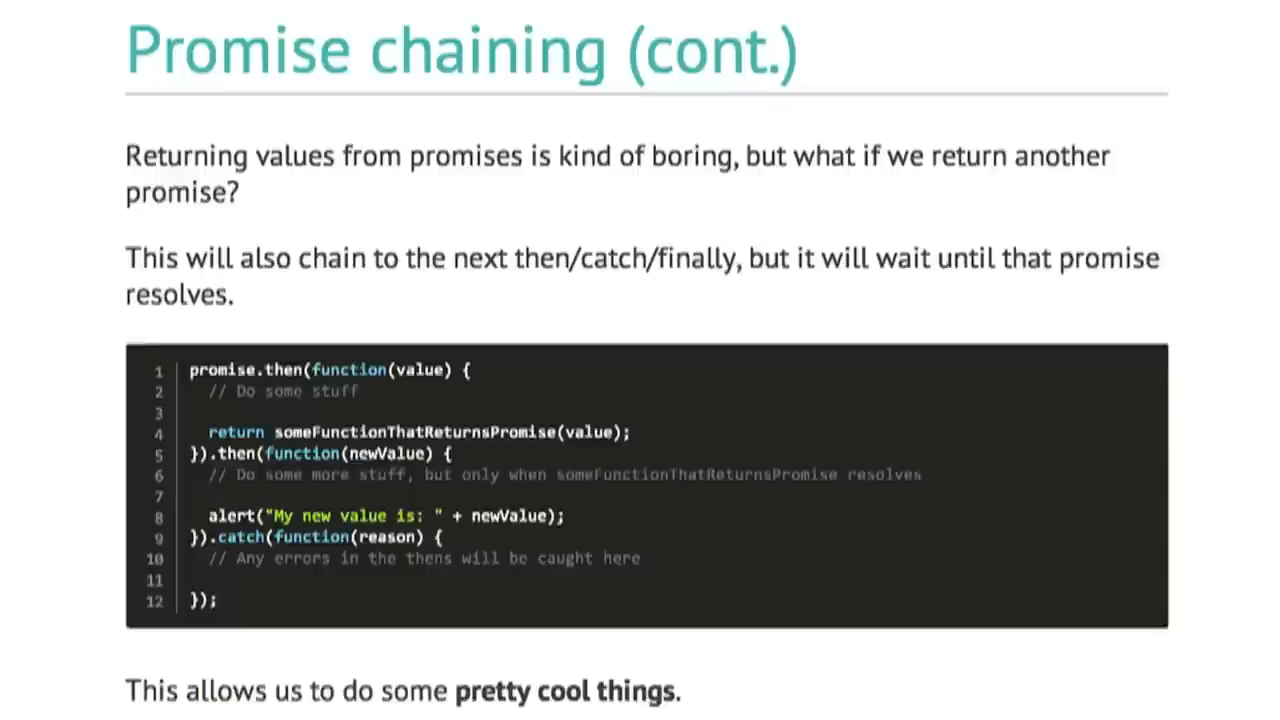 Promise chaining (cont.)
Returning values from promises is kind of boring, but what if we return another
promise?
This will also chain to the next then/catch/finally, but it will wait until that promise
resolves.
1 promise.then(function(value) {
2   // Do some stuff
3
4   return someFunctionThatReturnsPromise(value);
5 }).then(function(newValue) {
6   // Do some more stuff, but only when someFunctionThatReturnsPromise resolves
7
8   alert("My new value is: " + newValue);
9 }).catch(function(reason) {
10   // Any errors in the thens will be caught here
11
12 });
This allows us to do some pretty cool things.